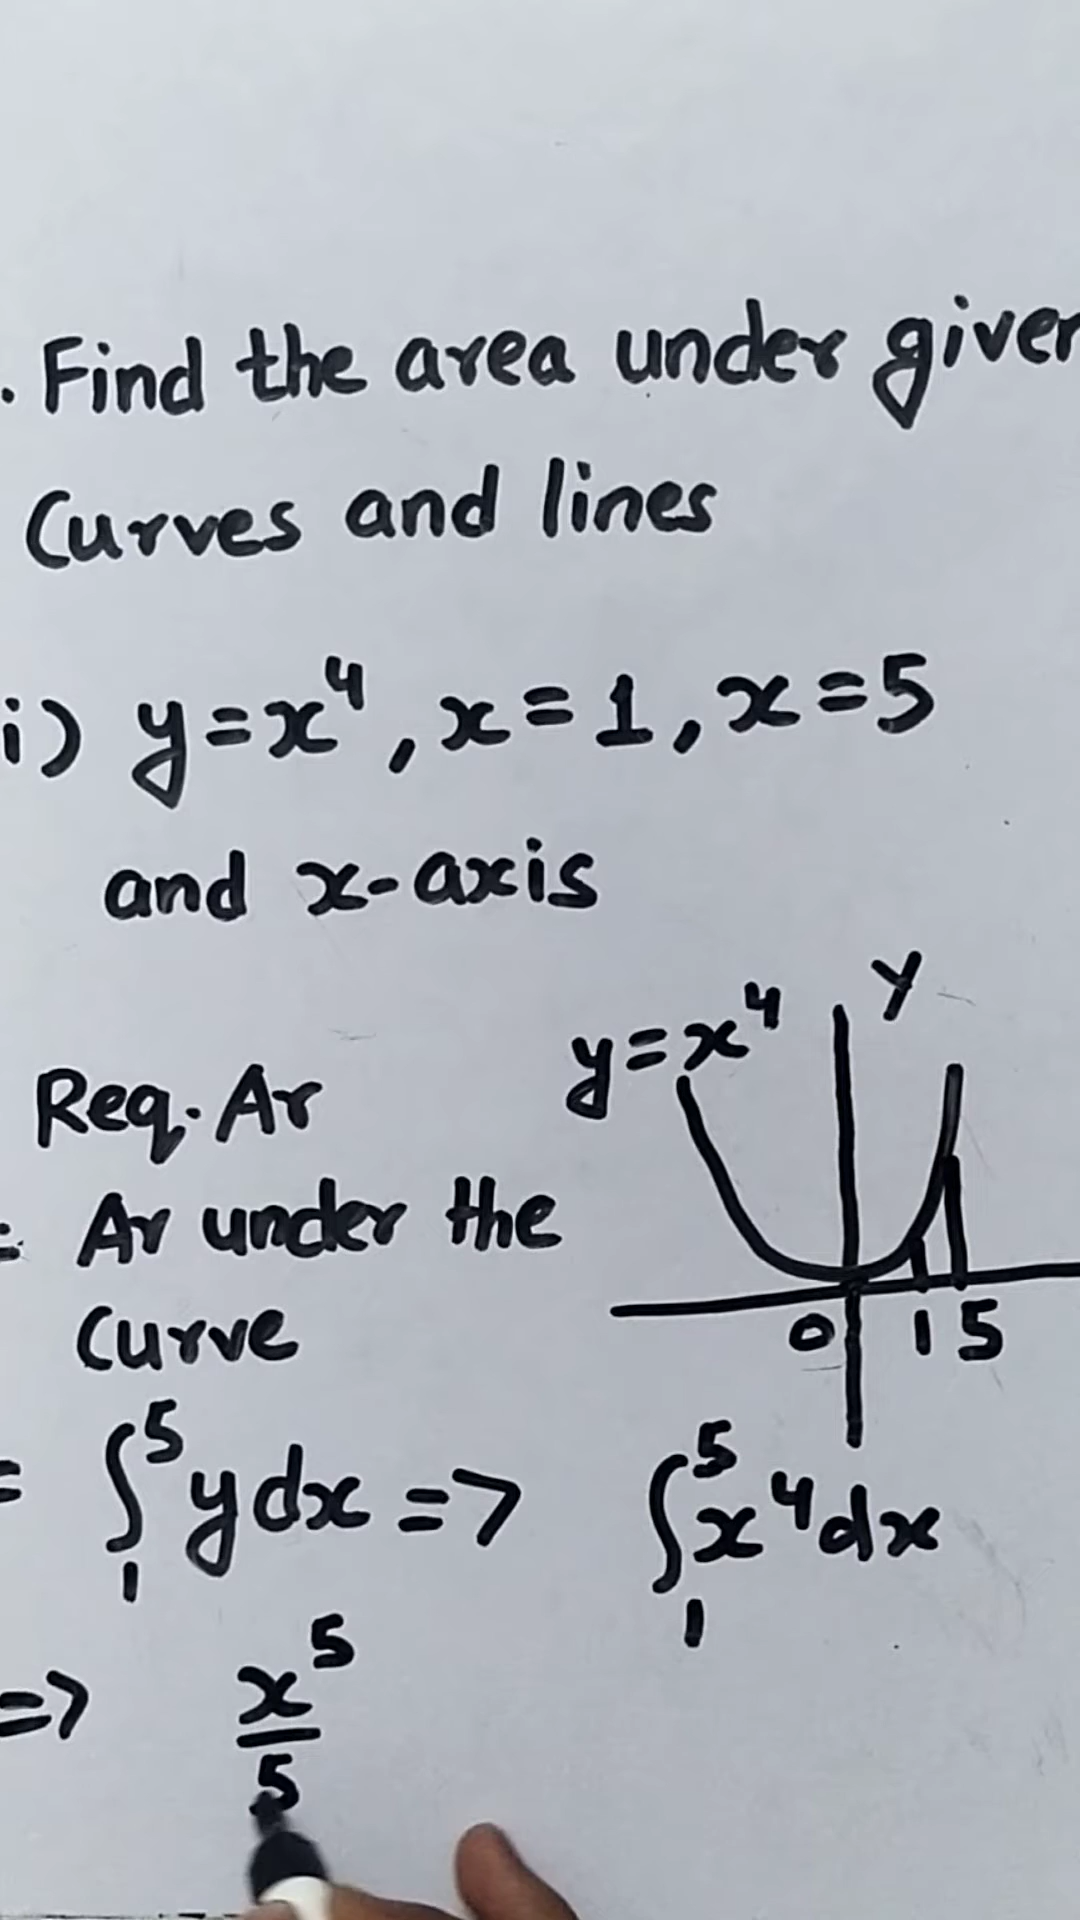 . Find the area under given
Curves and lines
i) y=x⁴, x=1, x=5
and x-axis
y=x⁴
Y
Req. Ar
= Ar under the
Curve
0 1 5
= ∫₁⁵ y dx => ∫₁⁵ x⁴ dx
=> x⁵/5